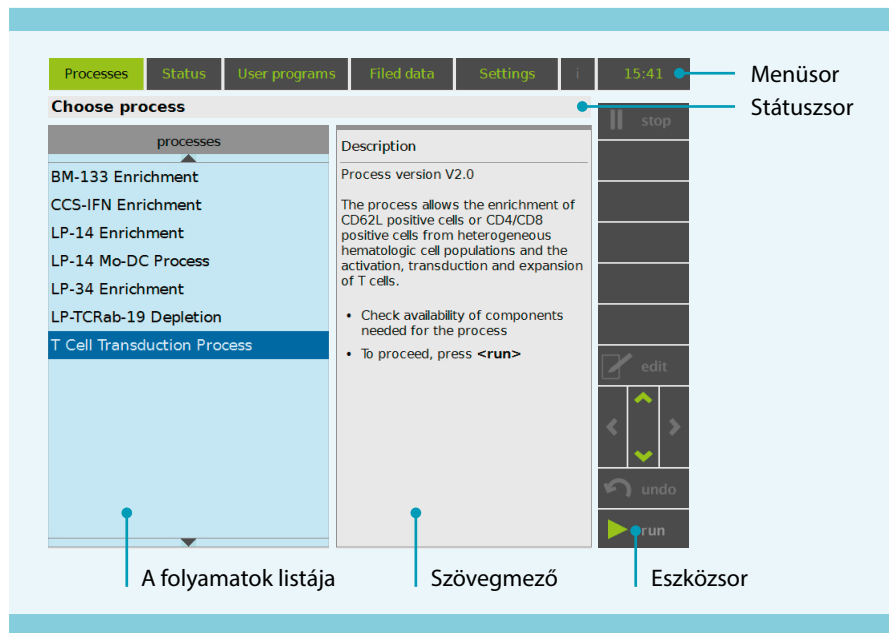 Processes Status User programs Filed data Settings i 15:41
Menüsor
Choose process
Státuszsor
stop
processes
BM-133 Enrichment
CCS-IFN Enrichment
LP-14 Enrichment
LP-14 Mo-DC Process
LP-34 Enrichment
LP-TCRab-19 Depletion
T Cell Transduction Process
Description
Process version V2.0
The process allows the enrichment of
CD62L positive cells or CD4/CD8
positive cells from heterogeneous
hematologic cell populations and the
activation, transduction and expansion
of T cells.
• Check availability of components
needed for the process
• To proceed, press <run>
edit
undo
run
A folyamatok listája
Szövegmező
Eszközsor